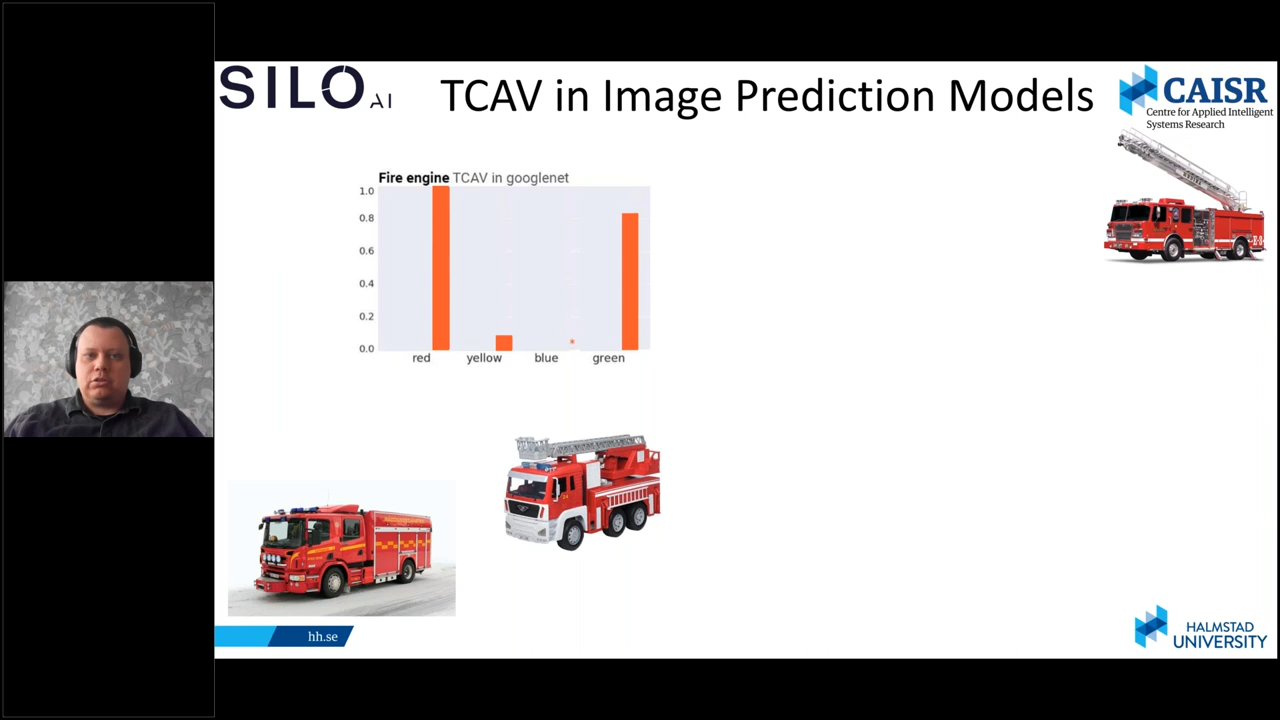 SILO AI
TCAV in Image Prediction Models
CAISR
Centre for Applied Intelligent
Systems Research
Fire engine TCAV in googlenet
1.0
0.8
0.6
0.4
0.2
0.0
red yellow blue green
hh.se
HALMSTAD
UNIVERSITY